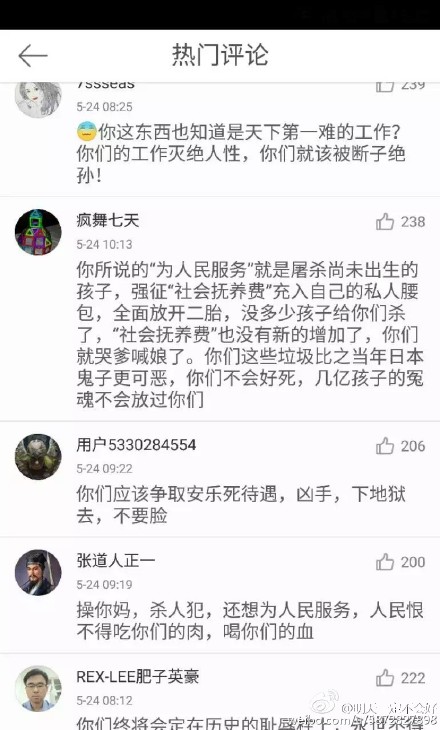 热门评论
7ssseas
239
5-24 08:25
你这东西也知道是天下第一难的工作？
你们的工作灭绝人性，你们就该被断子绝
孙！
疯舞七天
238
5-24 10:13
你所说的“为人民服务”就是屠杀尚未出生的
孩子，强征“社会抚养费”充入自己的私人腰
包，全面放开二胎，没多少孩子给你们杀
了，“社会抚养费”也没有新的增加了，你们
就哭爹喊娘了。你们这些垃圾比之当年日本
鬼子更可恶，你们不会好死，几亿孩子的冤
魂不会放过你们
用户5330284554
206
5-24 09:22
你们应该争取安乐死待遇，凶手，下地狱
去，不要脸
张道人正一
200
5-24 09:19
操你妈，杀人犯，还想为人民服务，人民恨
不得吃你们的肉，喝你们的血
REX-LEE肥子英豪
222
5-24 08:12
@明天一定不会好
你们终将会定在历史的耻辱柱上，永世不得